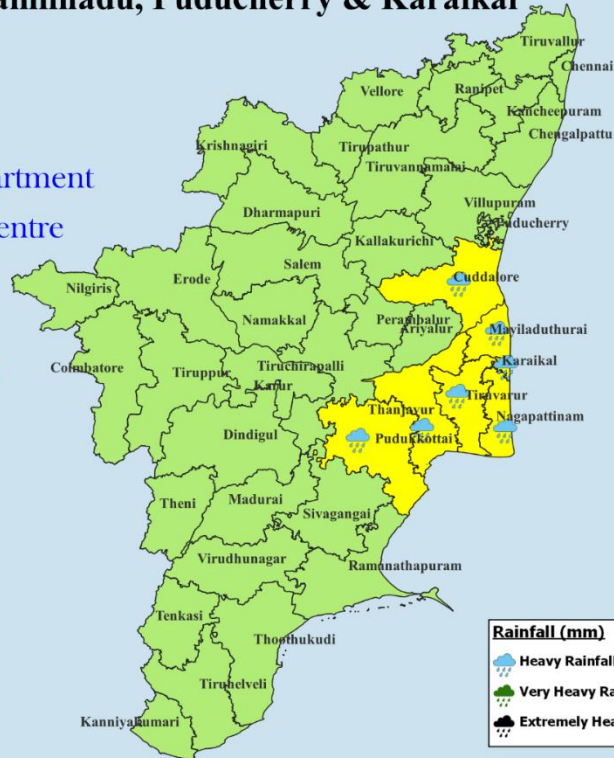 Puducherry & Karaikal
Tiruvallur
Chennai
Vellore
Ranipet
Kancheepuram
Chengalpattu
Krishnagiri
Tirupathur
Tiruvannamalai
artment
Dharmapuri
Villupuram
Puducherry
entre
Kallakurichi
Salem
Cuddalore
Erode
Nilgiris
Namakkal
Perambalur
Ariyalur
Mayiladuthurai
Coimbatore
Tiruppur
Tiruchirapalli
Karaikal
Karur
Tiruvarur
Thanjavur
Nagapattinam
Dindigul
Pudukkottai
Theni
Madurai
Sivagangai
Virudhunagar
Ramanathapuram
Tenkasi
Thoothukudi
Tirunelveli
Kanniyakumari
Rainfall (mm)
Heavy Rainfall
Very Heavy Ra
Extremely Hea